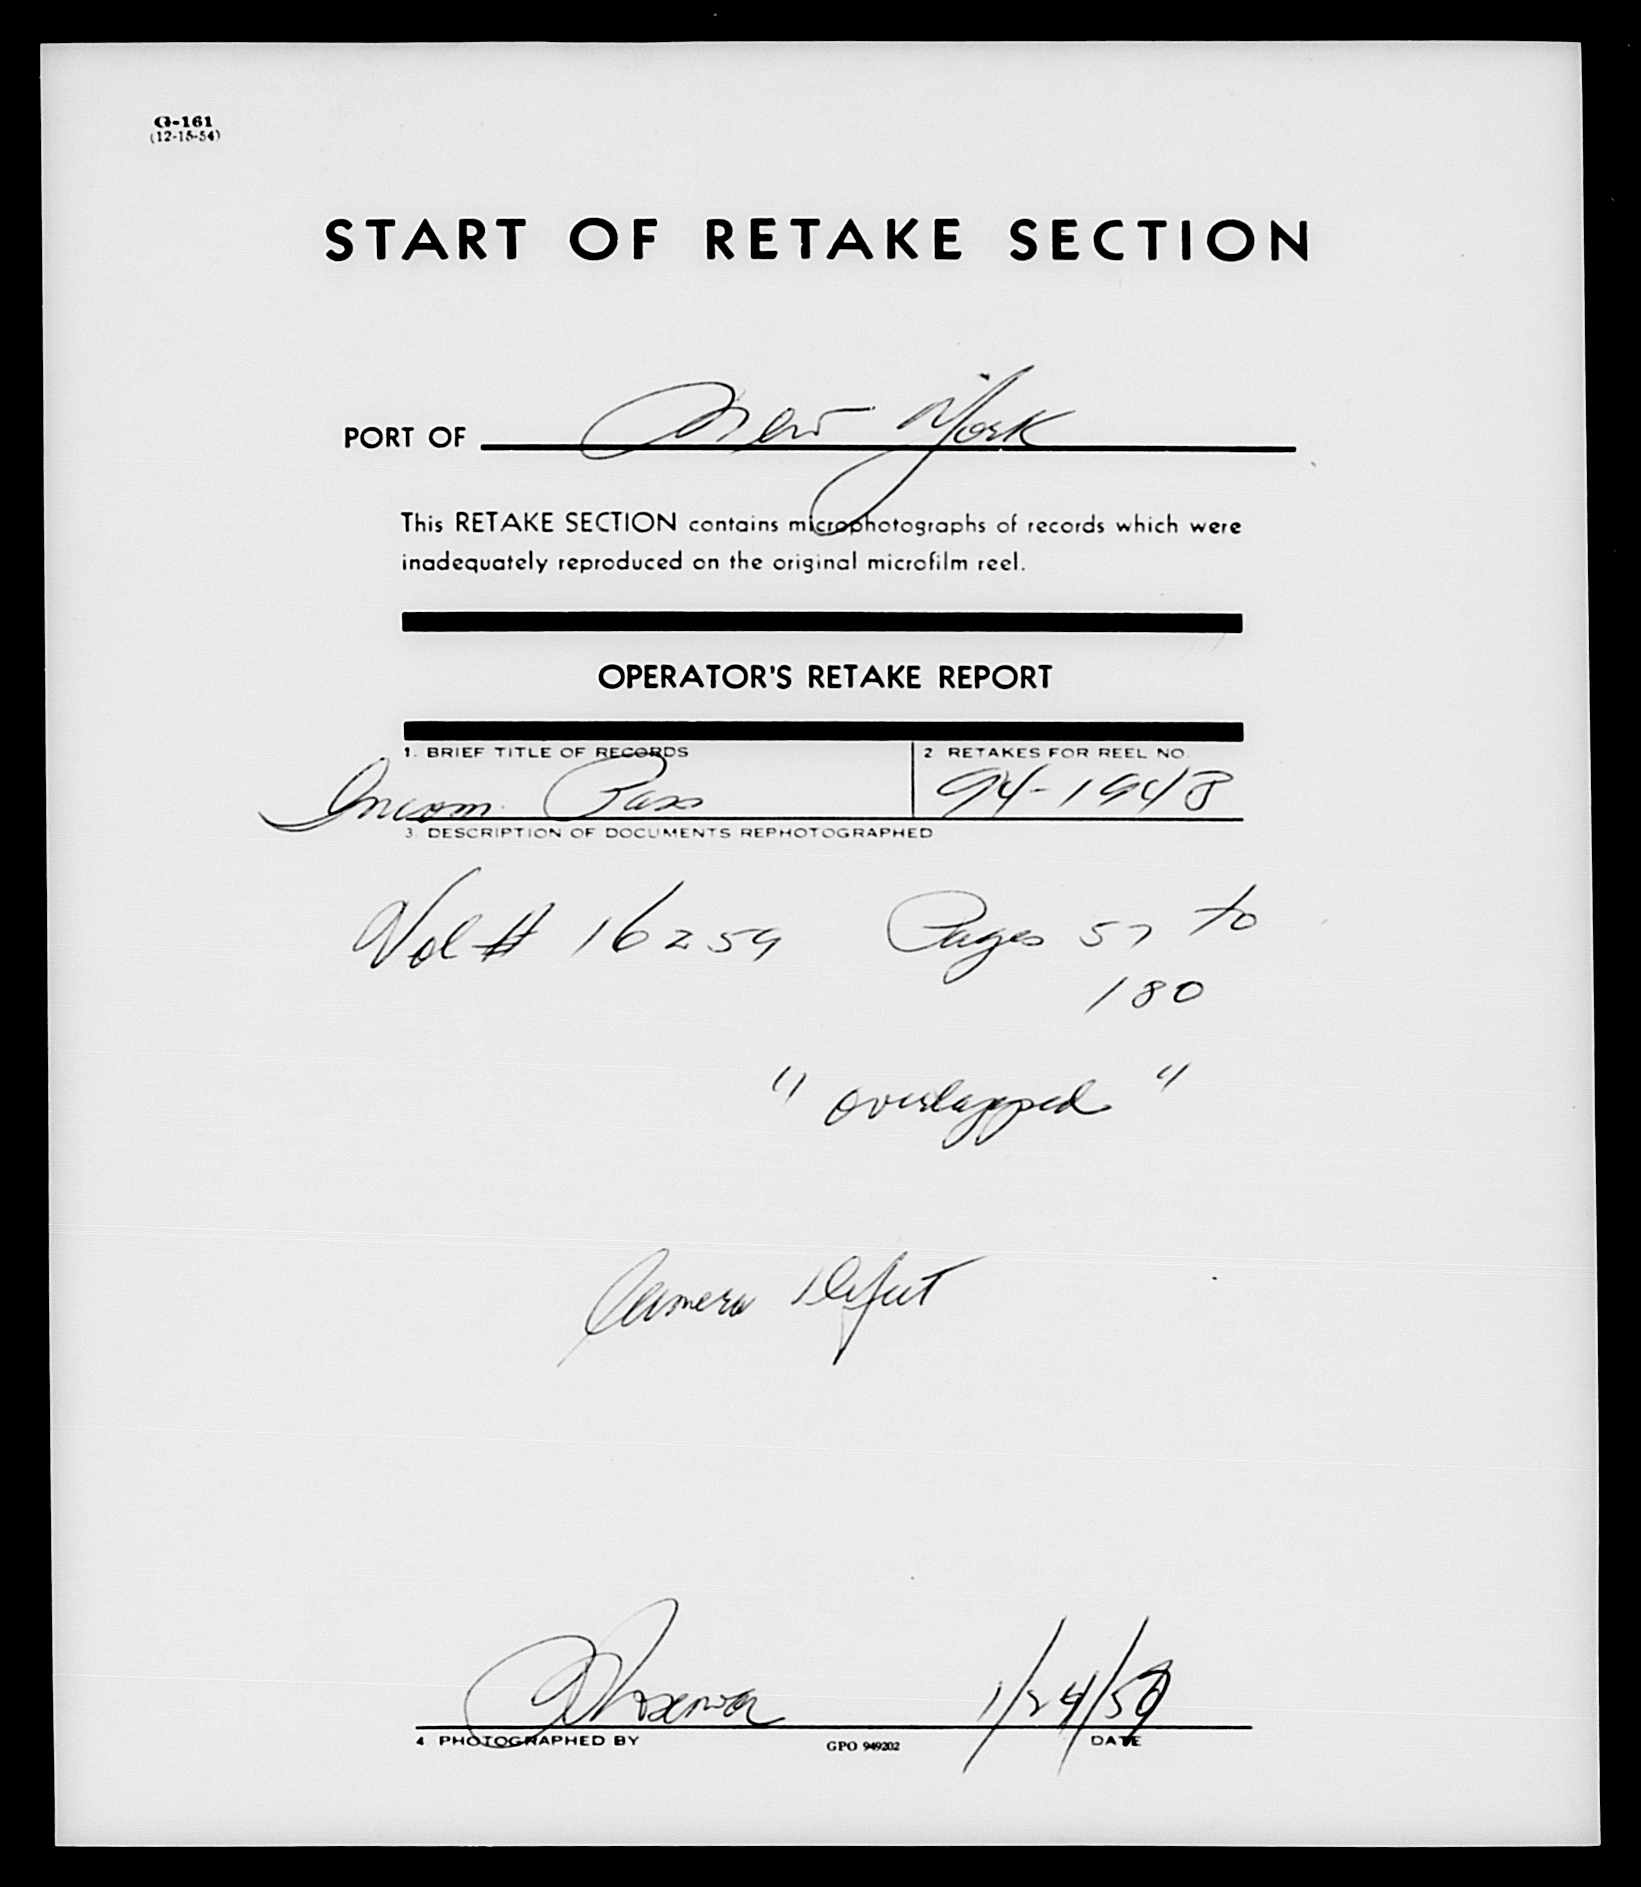 G-161
(12-15-54)
START OF RETAKE SECTION
PORT OF New York
This RETAKE SECTION contains microphotographs of records which were
inadequately reproduced on the original microfilm reel.
OPERATOR'S RETAKE REPORT
1. BRIEF TITLE OF RECORDS 2 RETAKES FOR REEL NO.
Incom. Pass 94-1948
3. DESCRIPTION OF DOCUMENTS REPHOTOGRAPHED
Vol # 16259 Pages 57 to
180
"overlapped"
Camera Defect
1/24/59
4 PHOTOGRAPHED BY GPO 949202 DATE